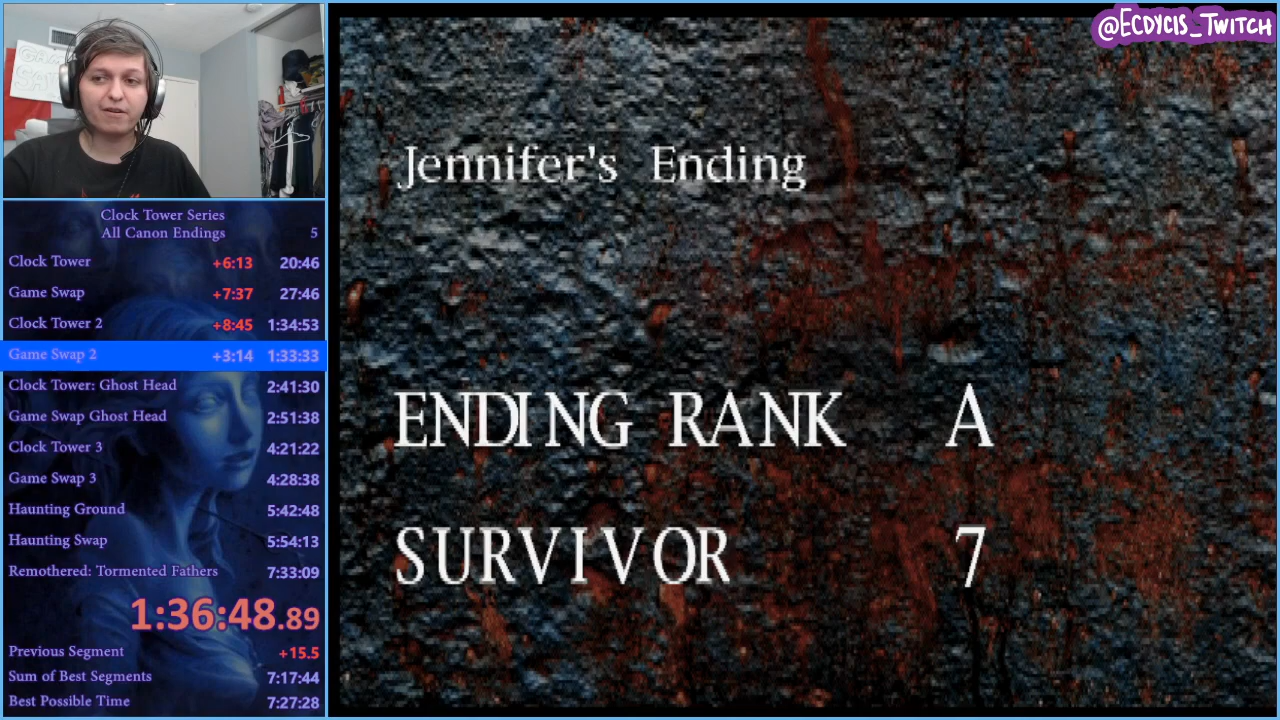 @Ecdycis_Twitch
Jennifer's Ending
ENDING RANK A
SURVIVOR 7
Clock Tower Series
All Canon Endings 5
Clock Tower +6:13 20:46
Game Swap +7:37 27:46
Clock Tower 2 +8:45 1:34:53
Game Swap 2 +3:14 1:33:33
Clock Tower: Ghost Head 2:41:30
Game Swap Ghost Head 2:51:38
Clock Tower 3 4:21:22
Game Swap 3 4:28:38
Haunting Ground 5:42:48
Haunting Swap 5:54:13
Remothered: Tormented Fathers 7:33:09
1:36:48.89
Previous Segment +15.5
Sum of Best Segments 7:17:44
Best Possible Time 7:27:28